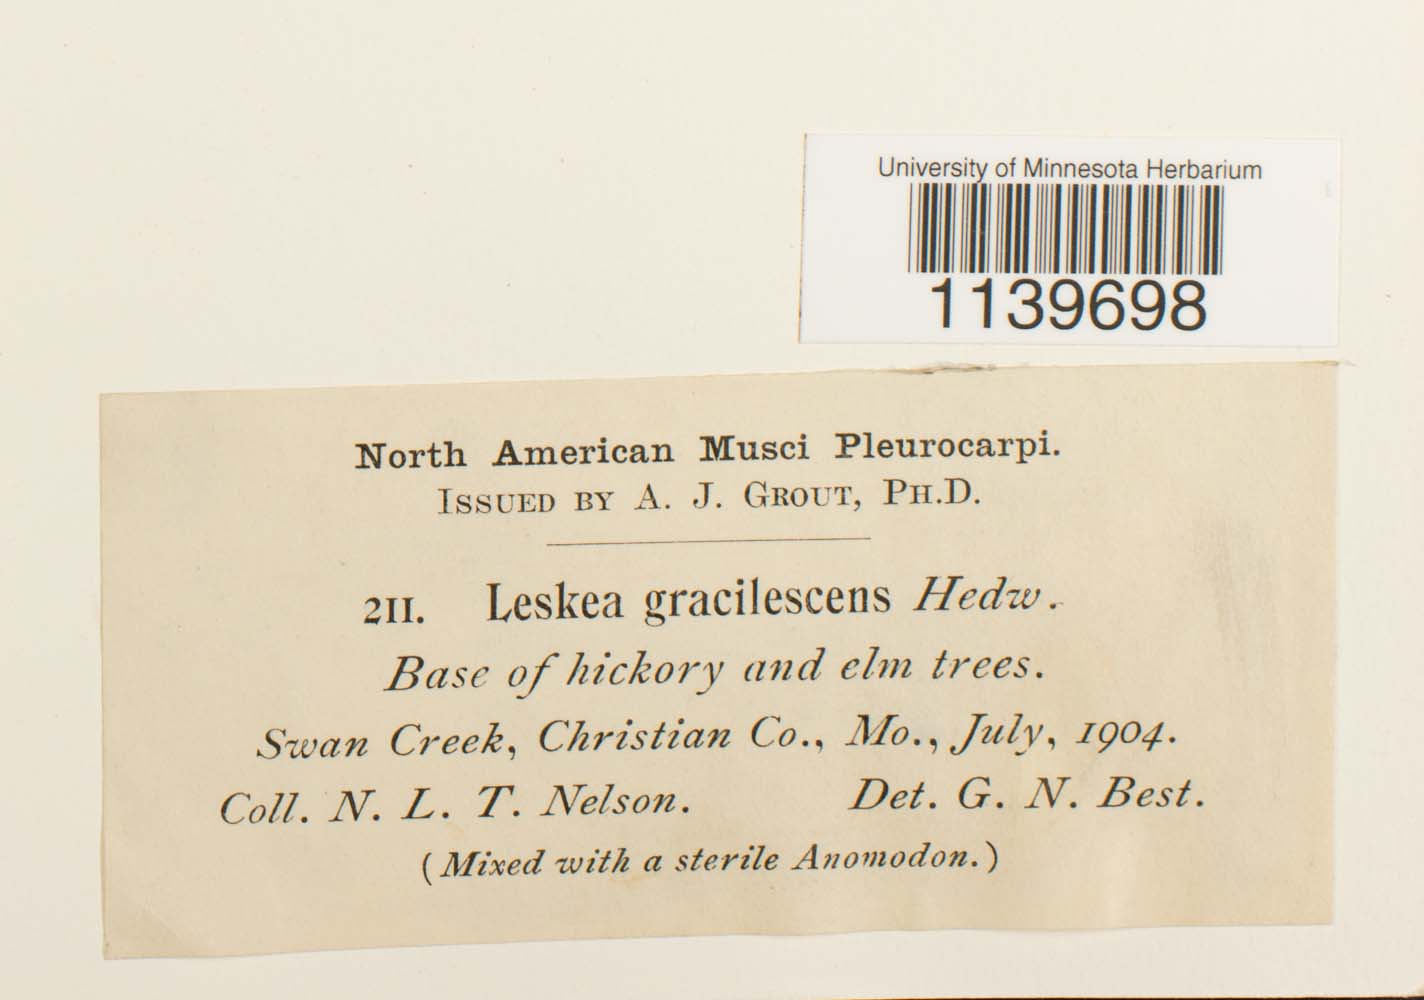 University of Minnesota Herbarium
1139698
North American Musci Pleurocarpi.
Issued by A. J. Grout, Ph.D.
211. Leskea gracilescens Hedw.
Base of hickory and elm trees.
Swan Creek, Christian Co., Mo., July, 1904.
Coll. N. L. T. Nelson. Det. G. N. Best.
(Mixed with a sterile Anomodon.)